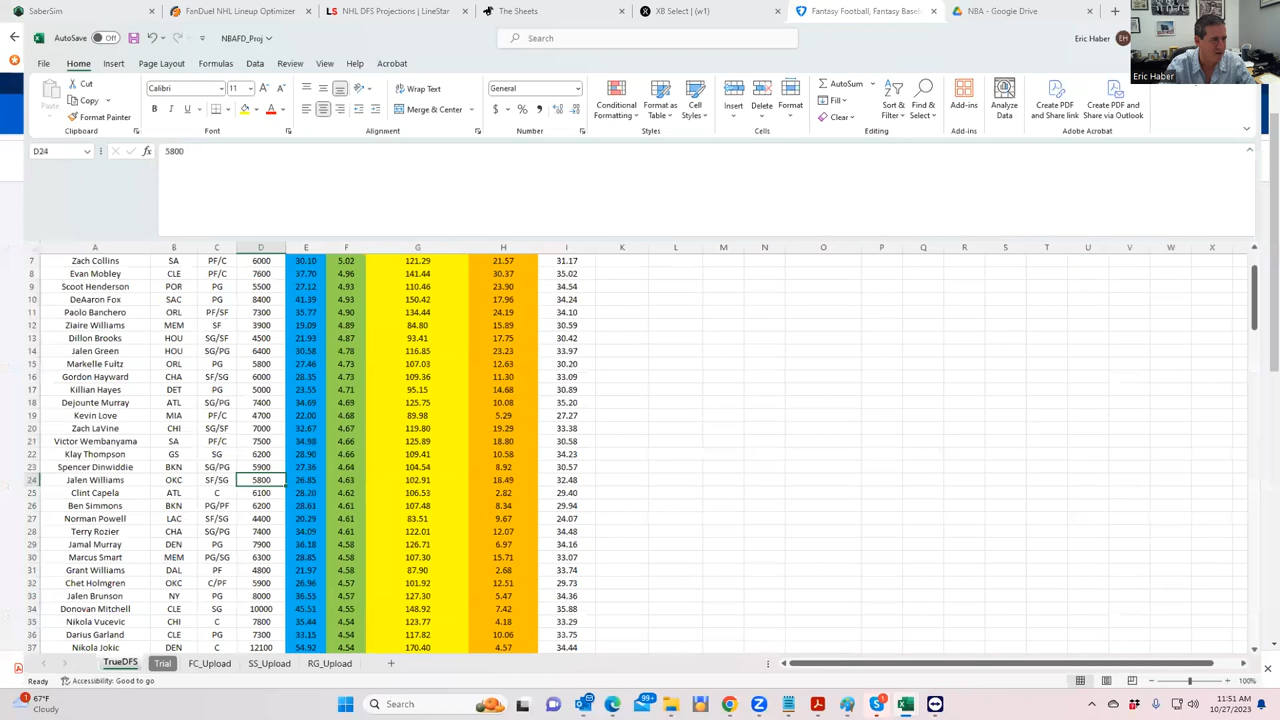 SaberSim × FanDuel NHL Lineup Optimizer × NHL DFS Projections | LineStar × The Sheets × XB Select | (w1) × Fantasy Football, Fantasy Baseb × NBA - Google Drive × +
AutoSave Off NBAFD_Proj Search Eric Haber EH
Eric Haber
File Home Insert Page Layout Formulas Data Review View Help Acrobat
Paste Cut Copy Format Painter Clipboard
Calibri 11 B I U Font
Wrap Text Merge & Center Alignment
General $ % Number
Conditional Formatting Format as Table Cell Styles Styles
Insert Delete Format Cells
AutoSum Fill Clear Sort & Filter Find & Select Editing
Add-ins Add-ins
Analyze Data
Create PDF and Share link Create PDF and Share via Outlook Adobe Acrobat
D24 fx 5800
A B C D E F G H I K L M N O P Q R S T U V W X
7 Zach Collins SA PF/C 6000 30.10 5.02 121.29 21.57 31.17
8 Evan Mobley CLE PF/C 7600 37.70 4.96 141.44 30.37 35.02
9 Scoot Henderson POR PG 5500 27.12 4.93 110.46 23.90 34.54
10 DeAaron Fox SAC PG 8400 41.39 4.93 150.42 17.96 34.24
11 Paolo Banchero ORL PF/SF 7300 35.77 4.90 134.44 24.19 34.10
12 Ziaire Williams MEM SF 3900 19.09 4.89 84.80 15.89 30.59
13 Dillon Brooks HOU SG/SF 4500 21.93 4.87 93.41 17.75 30.42
14 Jalen Green HOU SG/PG 6400 30.58 4.78 116.85 23.23 33.97
15 Markelle Fultz ORL PG 5800 27.46 4.73 107.03 12.63 30.20
16 Gordon Hayward CHA SF/SG 6000 28.35 4.73 109.36 11.30 33.09
17 Killian Hayes DET PG 5000 23.55 4.71 95.15 14.68 30.89
18 Dejounte Murray ATL SG/PG 7400 34.69 4.69 125.75 10.08 35.20
19 Kevin Love MIA PF/C 4700 22.00 4.68 89.98 5.29 27.27
20 Zach LaVine CHI SG/SF 7000 32.67 4.67 119.80 19.29 33.38
21 Victor Wembanyama SA PF/C 7500 34.98 4.66 125.89 18.80 30.58
22 Klay Thompson GS SG 6200 28.90 4.66 109.41 10.58 34.23
23 Spencer Dinwiddie BKN SG/PG 5900 27.36 4.64 104.54 8.92 30.57
24 Jalen Williams OKC SF/SG 5800 26.85 4.63 102.91 18.49 32.48
25 Clint Capela ATL C 6100 28.20 4.62 106.53 2.82 29.40
26 Ben Simmons BKN PG/PF 6200 28.61 4.61 107.48 8.34 29.94
27 Norman Powell LAC SF/SG 4400 20.29 4.61 83.51 9.67 24.07
28 Terry Rozier CHA SG/PG 7400 34.09 4.61 122.01 12.07 35.16
29 Jamal Murray DEN PG 7900 36.18 4.58 126.71 6.97 34.16
30 Marcus Smart MEM PG/SG 6300 28.85 4.58 107.30 15.71 33.07
31 Grant Williams DAL PF 4800 21.97 4.58 87.90 2.68 33.74
32 Chet Holmgren OKC C/PF 5900 26.96 4.57 101.92 12.51 29.73
33 Jalen Brunson NY PG 8000 36.55 4.57 127.30 5.47 34.36
34 Donovan Mitchell CLE SG 10000 45.51 4.55 148.92 7.42 35.88
35 Nikola Vucevic CHI C 7800 35.44 4.54 123.77 4.18 33.29
36 Darius Garland CLE PG 7300 33.15 4.54 117.82 10.06 33.75
37 Nikola Jokic DEN C 12100 54.92 4.54 170.40 4.57 34.44
TrueDFS Trial FC_Upload SS_Upload RG_Upload +
Ready Accessibility: Good to go 100%
67°F
Cloudy
Search
99+
11:51 AM
10/27/2023